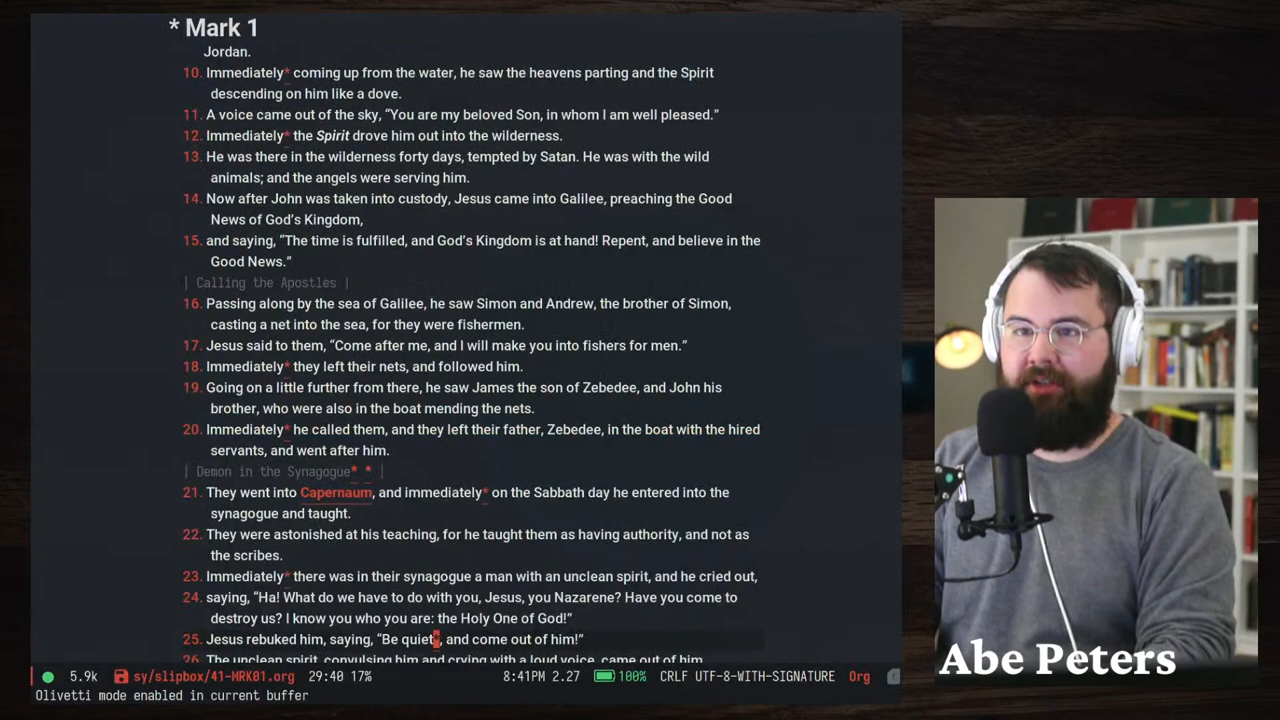 * Mark 1
Jordan.
10. Immediately* coming up from the water, he saw the heavens parting and the Spirit
descending on him like a dove.
11. A voice came out of the sky, “You are my beloved Son, in whom I am well pleased.”
12. Immediately* the Spirit drove him out into the wilderness.
13. He was there in the wilderness forty days, tempted by Satan. He was with the wild
animals; and the angels were serving him.
14. Now after John was taken into custody, Jesus came into Galilee, preaching the Good
News of God’s Kingdom,
15. and saying, “The time is fulfilled, and God’s Kingdom is at hand! Repent, and believe in the
Good News.”
| Calling the Apostles |
16. Passing along by the sea of Galilee, he saw Simon and Andrew, the brother of Simon,
casting a net into the sea, for they were fishermen.
17. Jesus said to them, “Come after me, and I will make you into fishers for men.”
18. Immediately* they left their nets, and followed him.
19. Going on a little further from there, he saw James the son of Zebedee, and John his
brother, who were also in the boat mending the nets.
20. Immediately* he called them, and they left their father, Zebedee, in the boat with the hired
servants, and went after him.
| Demon in the Synagogue* * |
21. They went into Capernaum, and immediately* on the Sabbath day he entered into the
synagogue and taught.
22. They were astonished at his teaching, for he taught them as having authority, and not as
the scribes.
23. Immediately* there was in their synagogue a man with an unclean spirit, and he cried out,
24. saying, “Ha! What do we have to do with you, Jesus, you Nazarene? Have you come to
destroy us? I know you who you are: the Holy One of God!”
25. Jesus rebuked him, saying, “Be quiet*, and come out of him!”
26. The unclean spirit, convulsing him and crying with a loud voice, came out of him.
5.9k sy/slipbox/41-MRK01.org 29:40 17% 8:41PM 2.27 100% CRLF UTF-8-WITH-SIGNATURE Org
Olivetti mode enabled in current buffer
Abe Peters